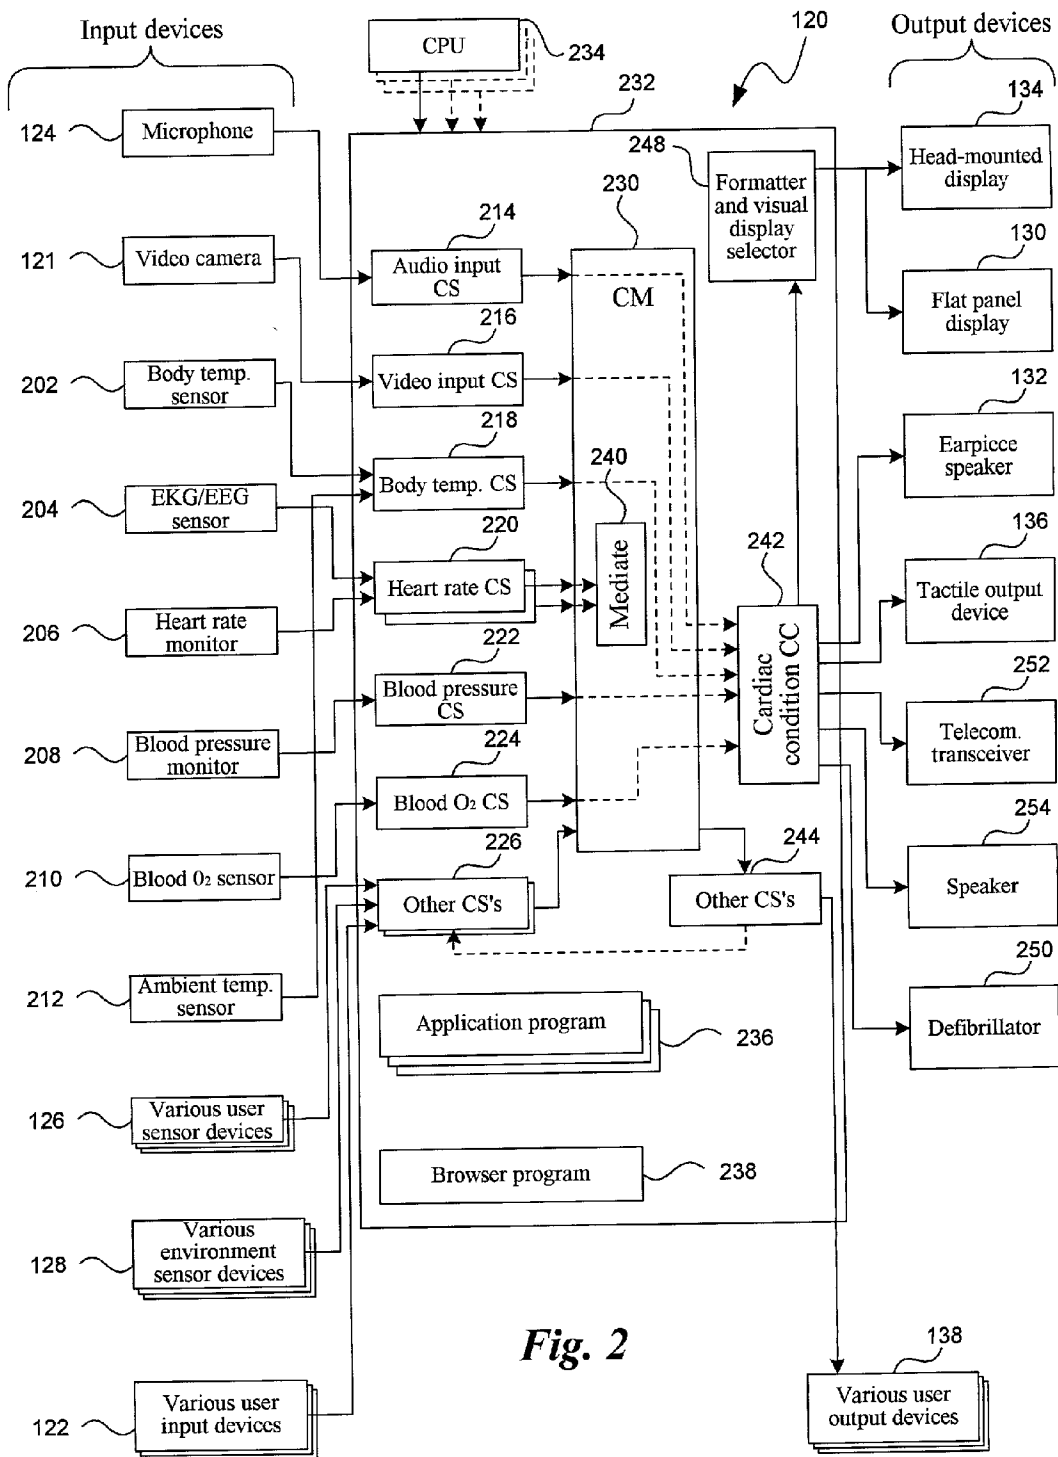 Input devices
CPU
234
120
Output devices
232
134
124
Microphone
248
Head-mounted
display
Formatter
and visual
display
selector
230
214
130
121
Video camera
Audio input
CS
CM
Flat panel
display
216
202
Body temp.
sensor
Video input CS
132
218
Earpicce
speaker
240
204
EKG/EEG
sensor
Body temp. CS
220
242
136
Heart rate CS
Mediate
Tactile output
device
206
Heart rate
monitor
222
Cardiac
condition CC
252
Blood pressure
CS
Telecom.
transceiver
208
Blood pressure
monitor
224
Blood O2 CS
254
226
244
210
Blood 02 sensor
Other CS's
Other CS's
Speaker
250
212
Ambient temp.
sensor
Application program
236
Defibrillator
126
Various user
sensor devices
Browser program
238
128
Various
environment
sensor devices
Fig. 2
138
122
Various user
input devices
Various user
output devices